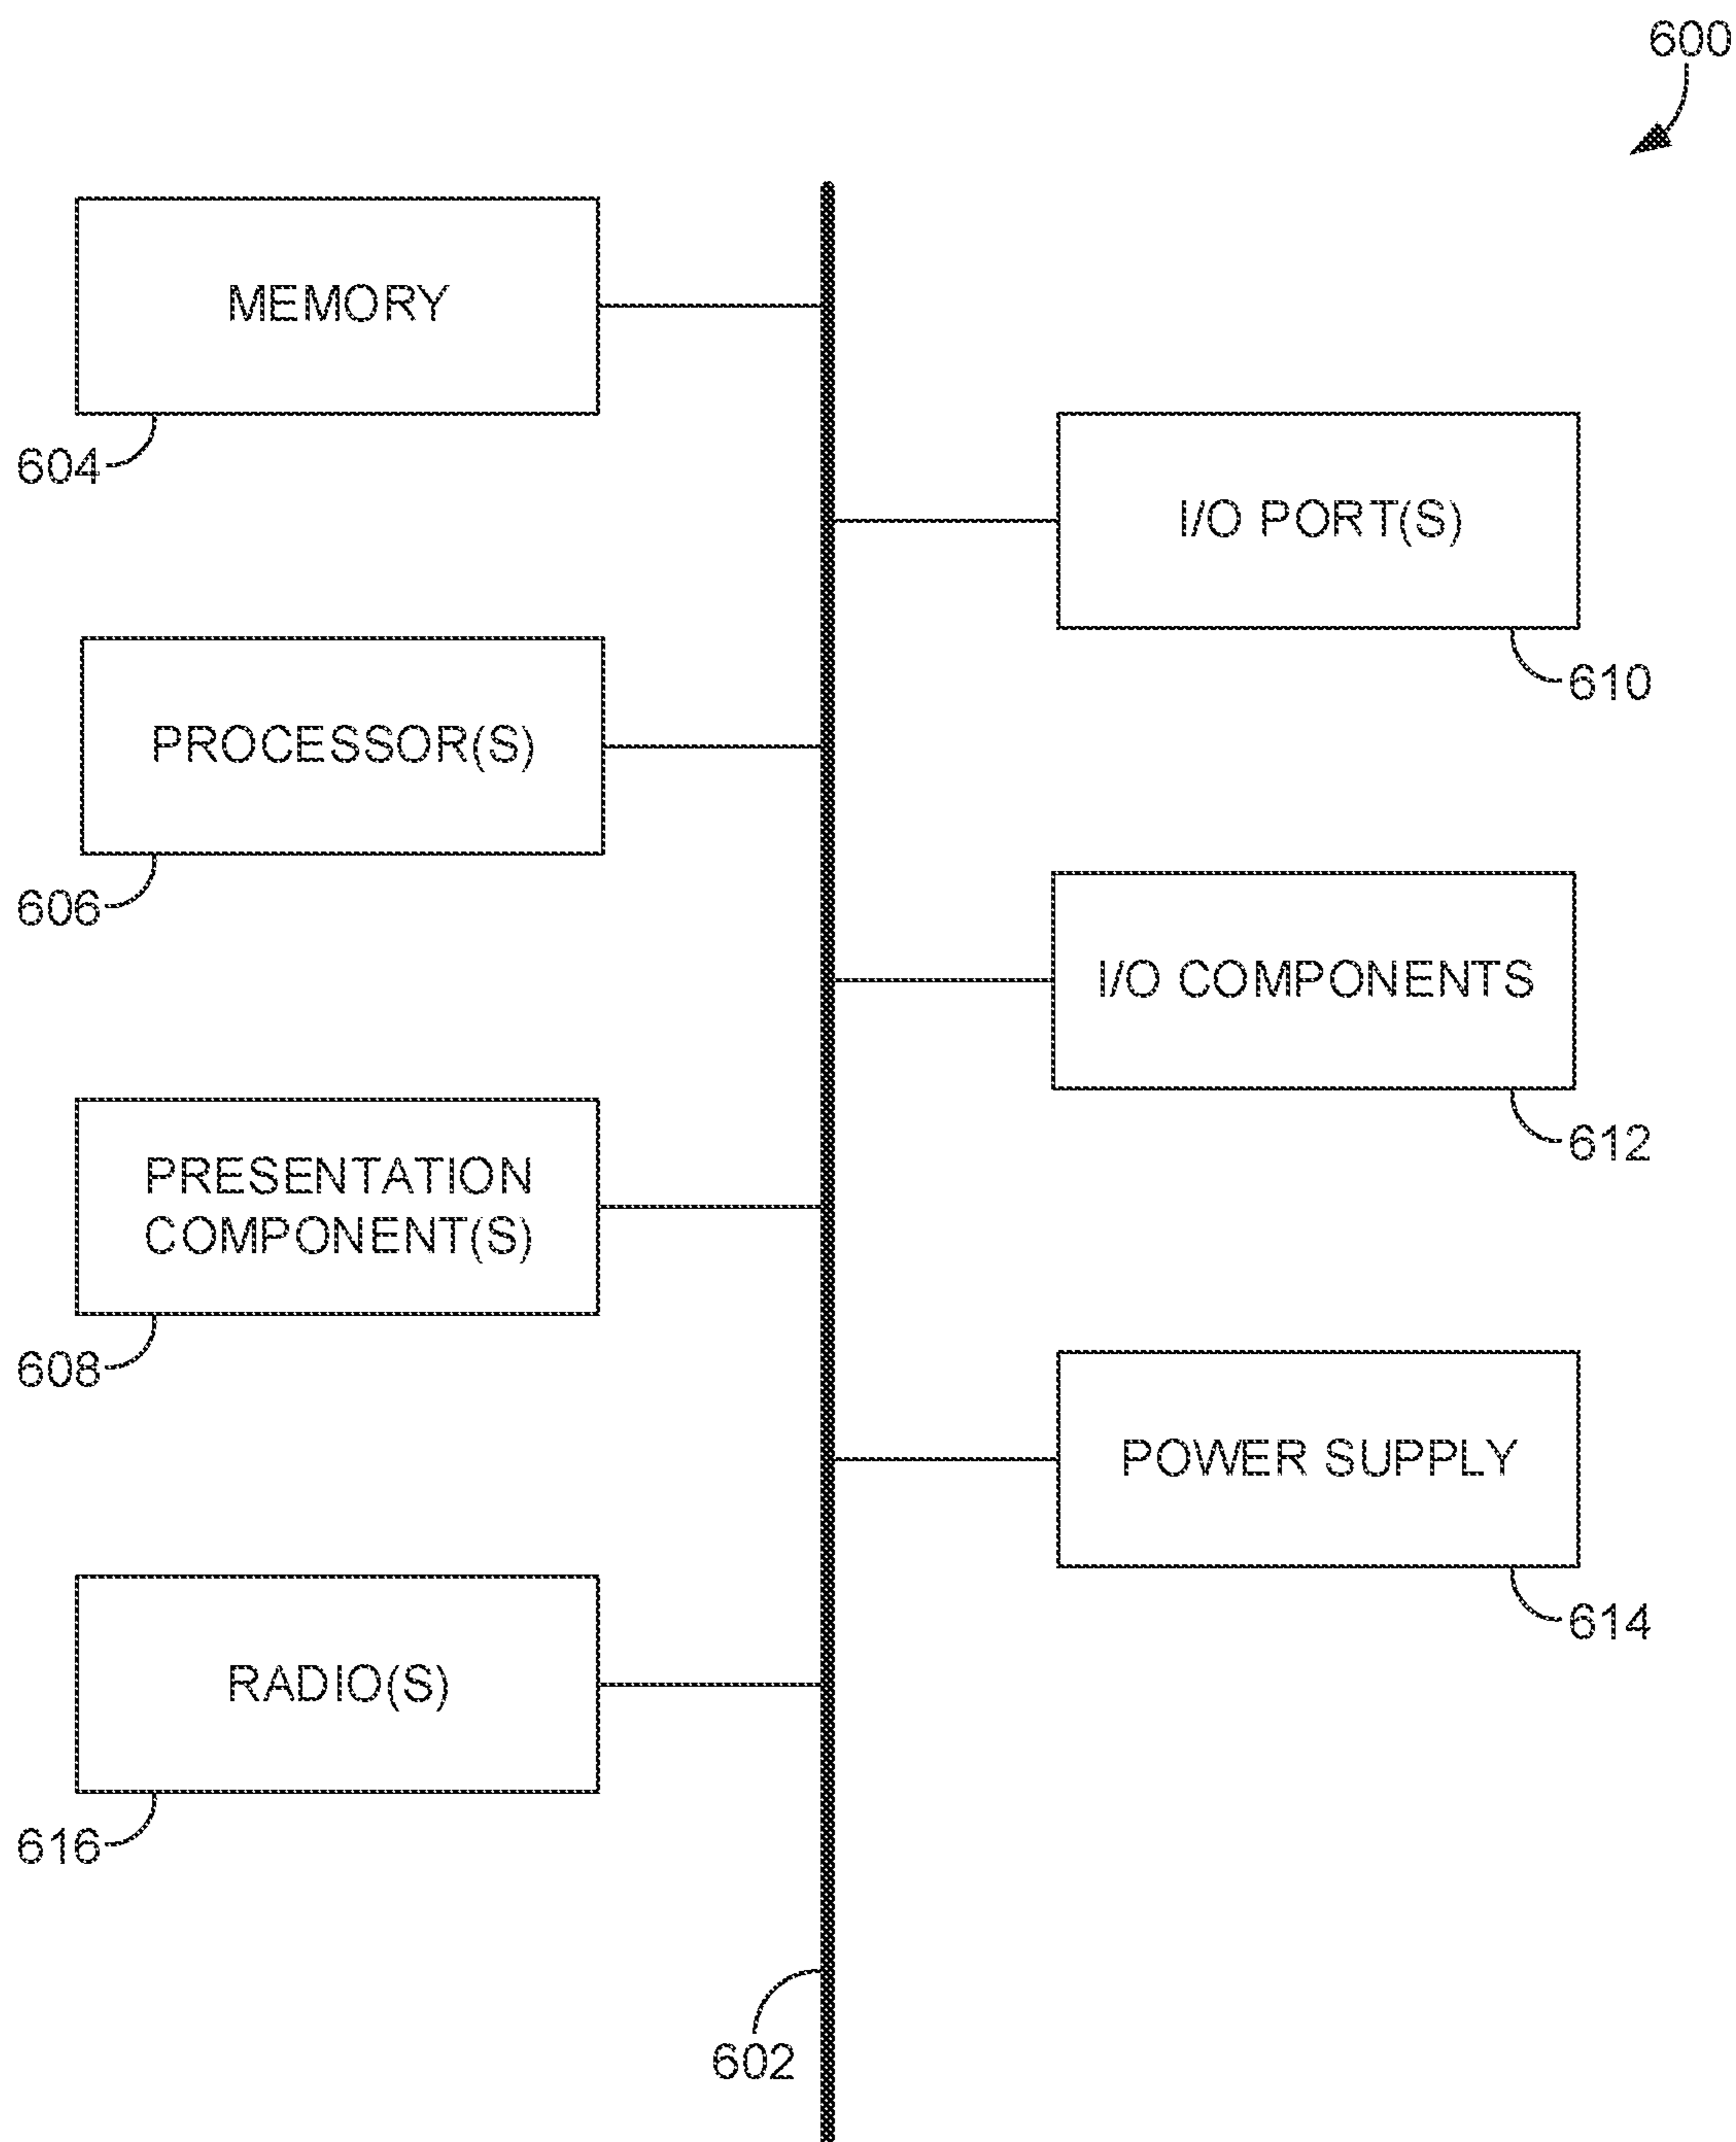 600
MEMORY
604
I/O PORT(S)
610
PROCESSOR(S)
606
I/O COMPONENTS
612
PRESENTATION
COMPONENT(S)
608
POWER SUPPLY
614
RADIO(S)
616
602